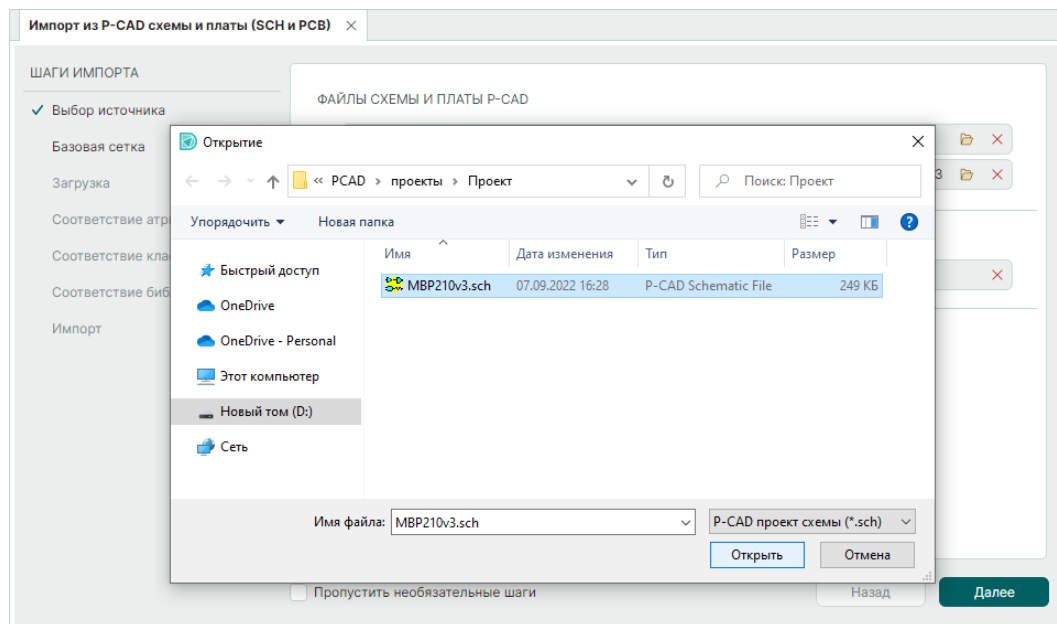 Импорт из P-CAD схемы и платы (SCH и PCB)
ШАГИ ИМПОРТА
ФАЙЛЫ СХЕМЫ И ПЛАТЫ P-CAD
Выбор источника
Базовая сетка
Загрузка
Соответствие атр
Соответствие кла
Соответствие биб
Импорт
3
Открытие
« PCAD › проекты › Проект
Поиск: Проект
Упорядочить
Новая папка
Быстрый доступ
OneDrive
OneDrive - Personal
Этот компьютер
Новый том (D:)
Сеть
Имя Дата изменения Тип Размер
MBP210v3.sch 07.09.2022 16:28 P-CAD Schematic File 249 КБ
Имя файла: MBP210v3.sch
P-CAD проект схемы (*.sch)
Открыть Отмена
Пропустить необязательные шаги
Назад Далее